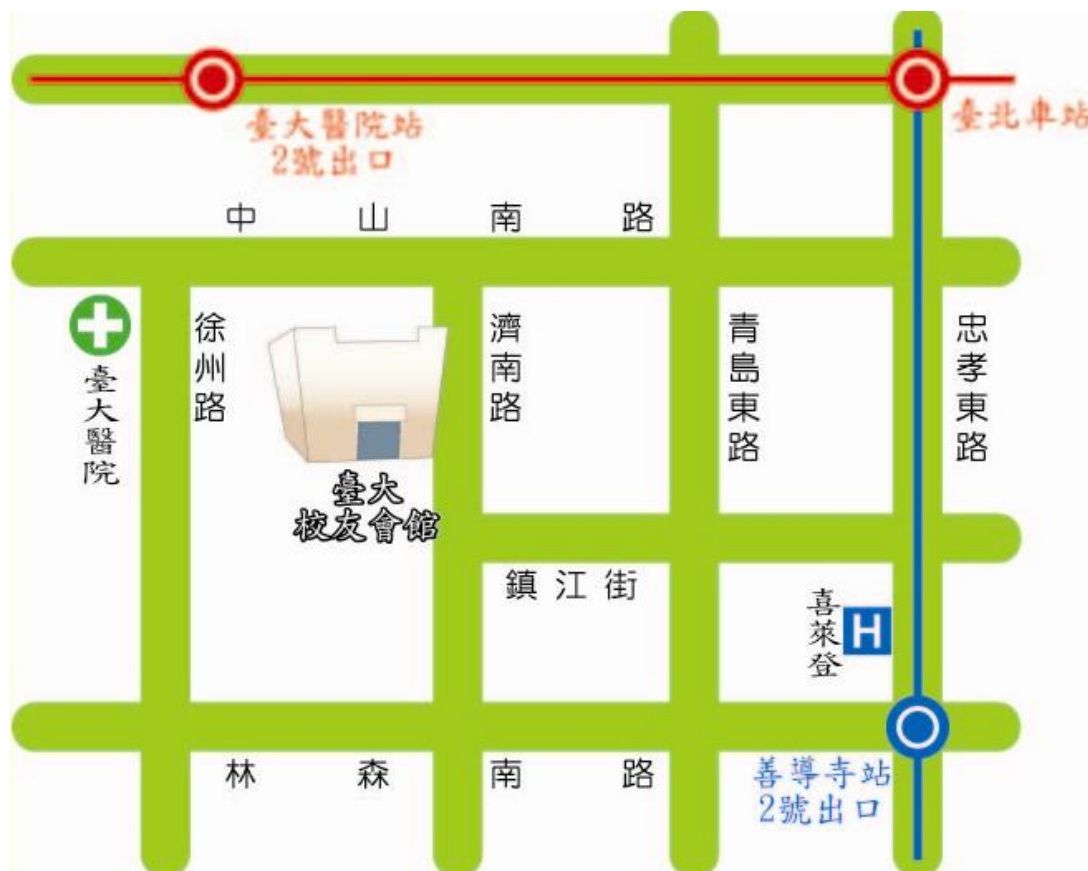 臺大醫院站
2號出口
臺北車站
中山南路
臺大醫院
徐州路
濟南路
青島東路
忠孝東路
臺大
校友會館
鎮江街
喜萊登
H
林森南路
善導寺站
2號出口